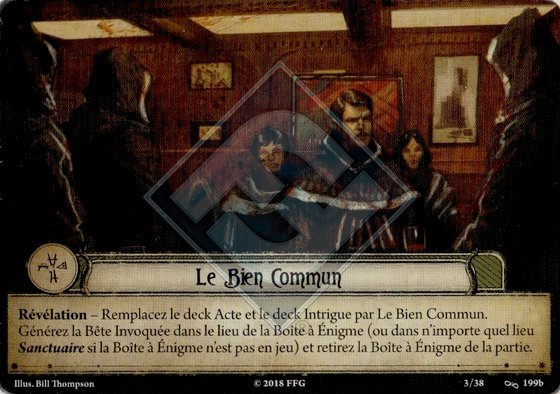 Le Bien Commun
Révélation – Remplacez le deck Acte et le deck Intrigue par Le Bien Commun.
Générez la Bête Invoquée dans le lieu de la Boîte à Énigme (ou dans n'importe quel lieu
Sanctuaire si la Boîte à Énigme n'est pas en jeu) et retirez la Boîte à Énigme de la partie.
Illus. Bill Thompson
© 2018 FFG
3/38
199b